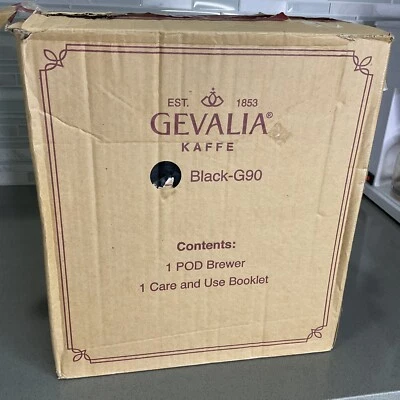 EST. 1853
GEVALIA®
KAFFE
Black-G90
Contents:
1 POD Brewer
1 Care and Use Booklet